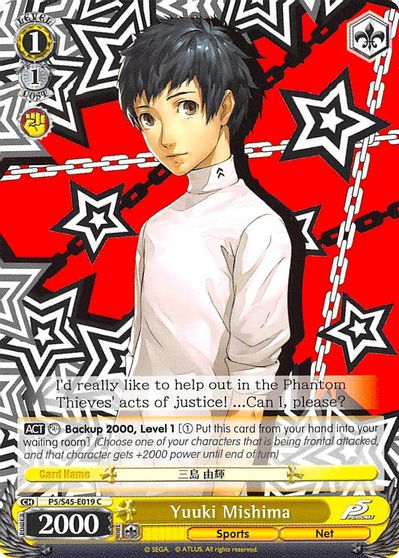 LEVEL
1
1
COST
I'd really like to help out in the Phantom
Thieves' acts of justice! ...Can I, please?
ACT Backup 2000, Level 1 [① Put this card from your hand into your
waiting room] (Choose one of your characters that is being frontal attacked,
and that character gets +2000 power until end of turn)
Card Name
三島 由輝
CH P5/S45-E019 C
2000
Yuuki Mishima
P5
Sports Net
© SEGA. © ATLUS. All rights reserved.